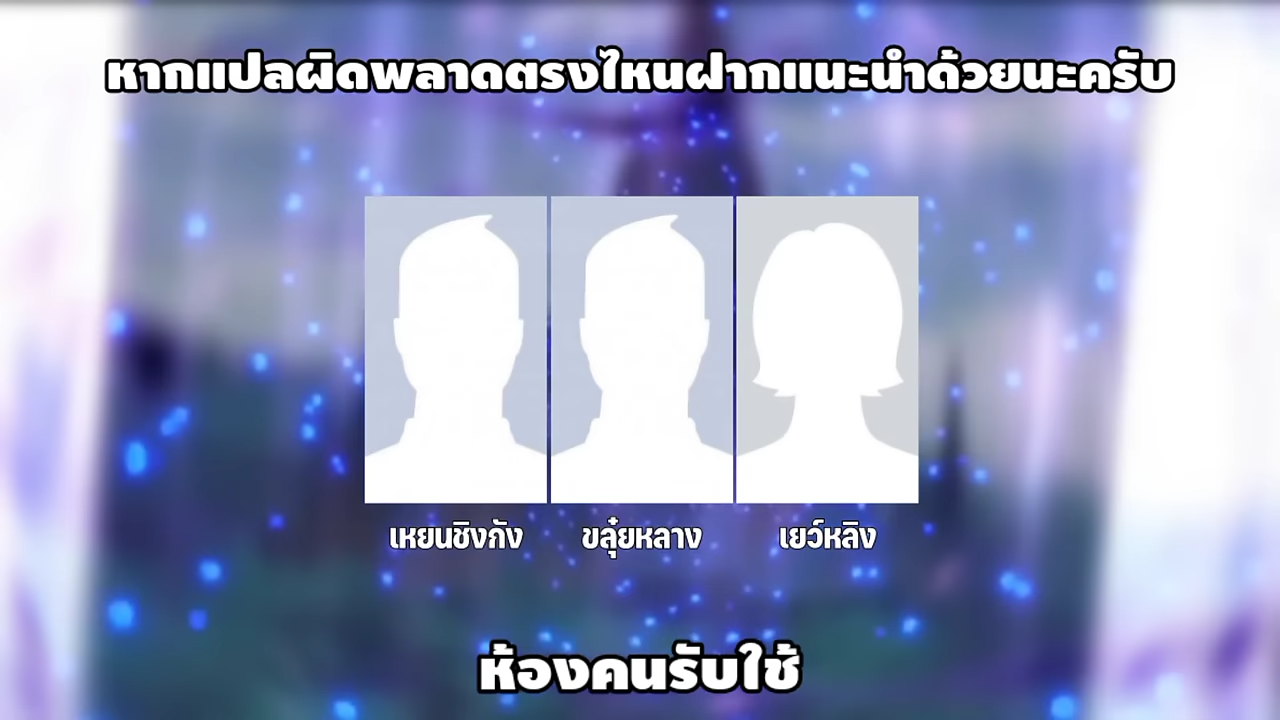 หากแปลผิดพลาดตรงไหนฝากแนะนำด้วยนะครับ
เหยนชิงกัง ขลุ๋ยหลาง เยว์หลิง
ห้องคนรับใช้